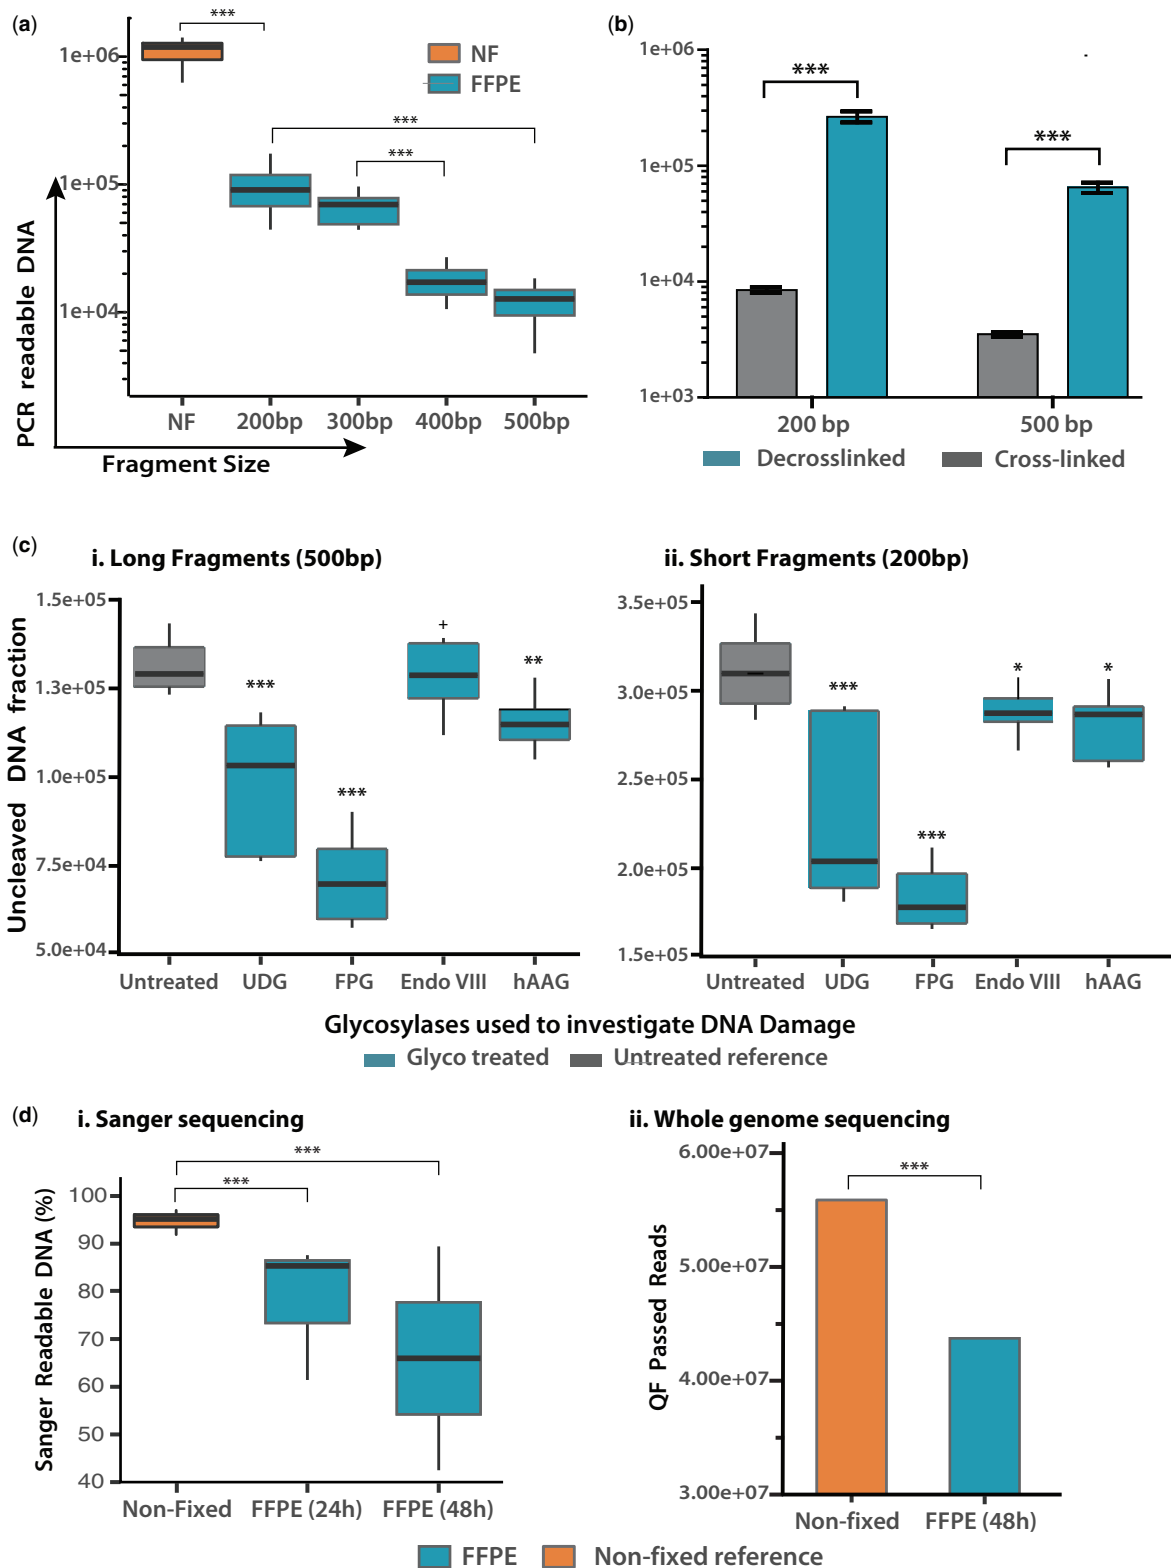 (a)
***
1e+06
NF
FFPE
***
***
1e+05
1e+04
PCR readable DNA
NF 200bp 300bp 400bp 500bp
Fragment Size
(b)
1e+06
***
1e+05
***
1e+04
1e+03
200 bp 500 bp
Decrosslinked Cross-linked
(c)
i. Long Fragments (500bp)
1.5e+05
+
**
1.3e+05
***
1.0e+05
***
7.5e+04
5.0e+04
Uncleaved DNA fraction
Untreated UDG FPG Endo VIII hAAG
ii. Short Fragments (200bp)
3.5e+05
* *
3.0e+05
***
2.5e+05
***
2.0e+05
1.5e+05
Untreated UDG FPG Endo VIII hAAG
Glycosylases used to investigate DNA Damage
Glyco treated Untreated reference
(d)
i. Sanger sequencing
***
***
100
90
80
70
60
50
40
Sanger Readable DNA (%)
Non-Fixed FFPE (24h) FFPE (48h)
ii. Whole genome sequencing
6.00e+07
***
5.00e+07
4.00e+07
3.00e+07
QF Passed Reads
Non-fixed FFPE (48h)
FFPE Non-fixed reference